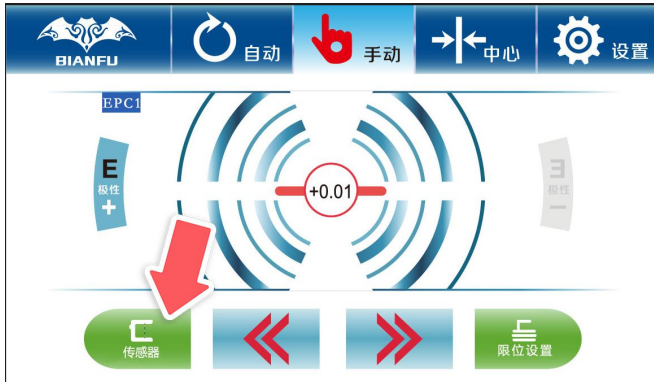 BIANFU
自动
手动
中心
设置
EPC1
E
极性
+
+0.01
E
极性
−
传感器
限位设置